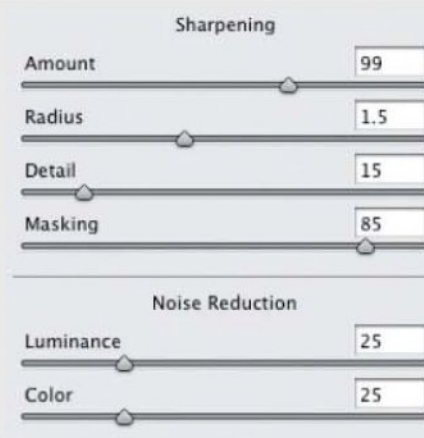 Sharpening
Amount 99
Radius 1.5
Detail 15
Masking 85
Noise Reduction
Luminance 25
Color 25